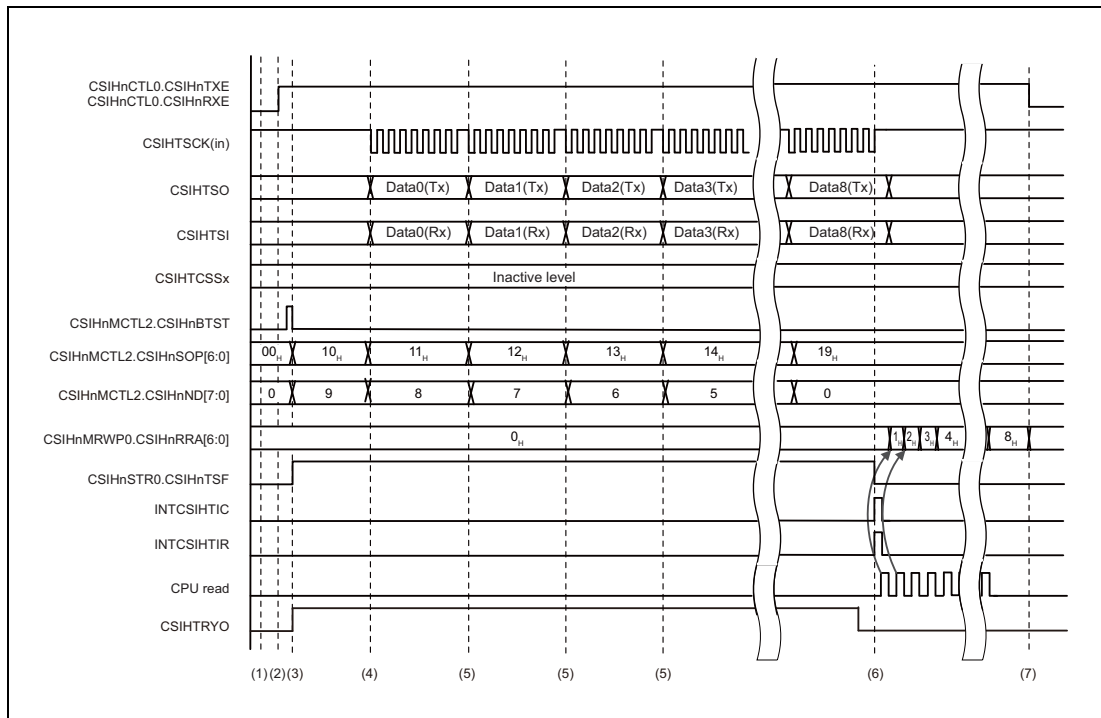 CSIHnCTL0.CSIHnTXE
CSIHnCTL0.CSIHnRXE
CSIHTSCK(in)
CSIHTSO Data0(Tx) Data1(Tx) Data2(Tx) Data3(Tx) Data8(Tx)
CSIHTSI Data0(Rx) Data1(Rx) Data2(Rx) Data3(Rx) Data8(Rx)
CSIHTCSSx Inactive level
CSIHnMCTL2.CSIHnBTST
CSIHnMCTL2.CSIHnSOP[6:0] 00H 10H 11H 12H 13H 14H 19H
CSIHnMCTL2.CSIHnND[7:0] 0 9 8 7 6 5 0
CSIHnMRWP0.CSIHnRRA[6:0] 0H 1H 2H 3H 4H 8H
CSIHnSTR0.CSIHnTSF
INTCSIHTIC
INTCSIHTIR
CPU read
CSIHTRYO
(1) (2) (3) (4) (5) (5) (5) (6) (7)